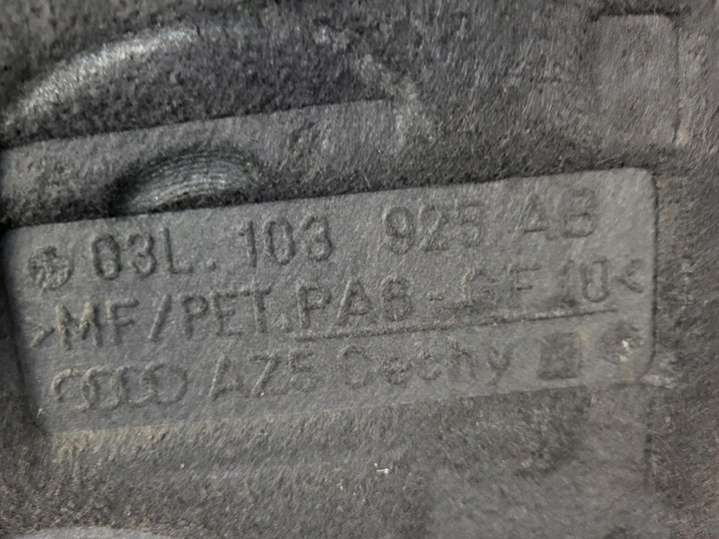 03L.103 925 AB
>MF/PET.PA6-GF10<
AZ5 Cechy